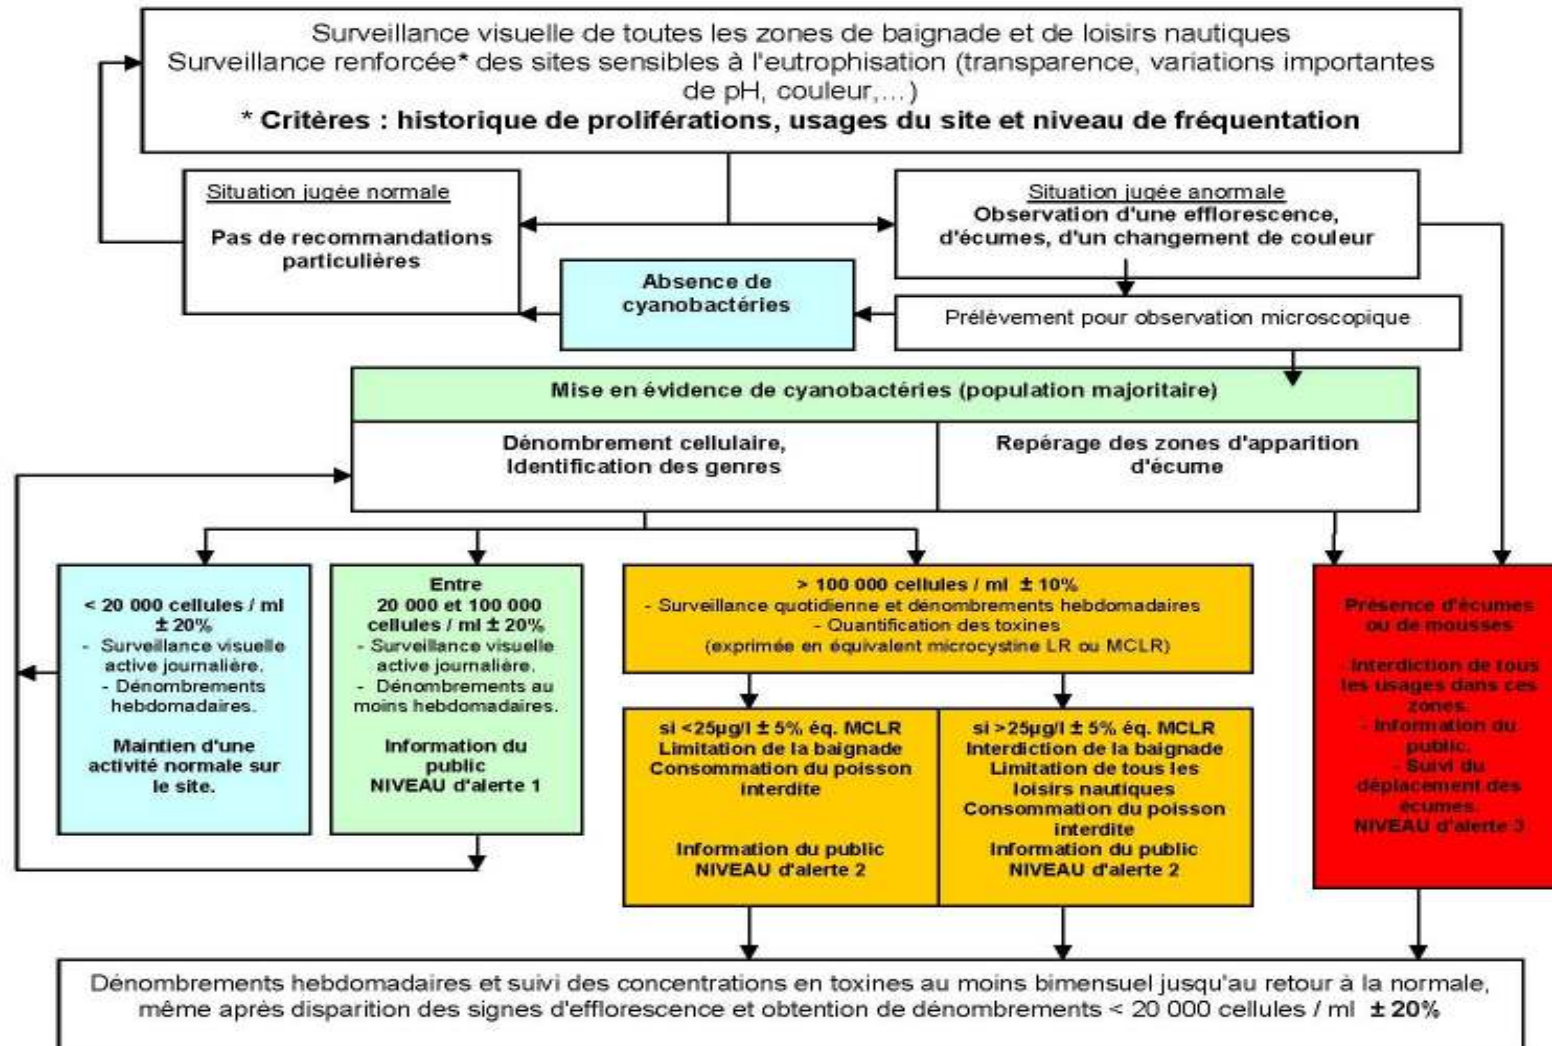 Surveillance visuelle de toutes les zones de baignade et de loisirs nautiques
Surveillance renforcée* des sites sensibles à l'eutrophisation (transparence, variations importantes
de pH, couleur,...)
* Critères : historique de proliférations, usages du site et niveau de fréquentation
Situation jugée normale
Pas de recommandations
particulières
Situation jugée anormale
Observation d'une efflorescence,
d'écumes, d'un changement de couleur
Absence de
cyanobactéries
Prélèvement pour observation microscopique
Mise en évidence de cyanobactéries (population majoritaire)
Dénombrement cellulaire,
Identification des genres
Repérage des zones d'apparition
d'écume
< 20 000 cellules / ml
± 20%
- Surveillance visuelle
active journalière.
- Dénombrements
hebdomadaires.
Maintien d'une
activité normale sur
le site.
Entre
20 000 et 100 000
cellules / ml ± 20%
- Surveillance visuelle
active journalière.
- Dénombrements au
moins hebdomadaires.
Information du
public
NIVEAU d'alerte 1
> 100 000 cellules / ml ± 10%
- Surveillance quotidienne et dénombrements hebdomadaires
- Quantification des toxines
(exprimée en équivalent microcystine LR ou MCLR)
si <25µg/l ± 5% éq. MCLR
Limitation de la baignade
Consommation du poisson
interdite
Information du public
NIVEAU d'alerte 2
si >25µg/l ± 5% éq. MCLR
Interdiction de la baignade
Limitation de tous les
loisirs nautiques
Consommation du poisson
interdite
Information du public
NIVEAU d'alerte 2
Présence d'écumes
ou de mousses
- Interdiction de tous
les usages dans ces
zones.
- Information du
public.
- Suivi du
déplacement des
écumes.
NIVEAU d'alerte 3
Dénombrements hebdomadaires et suivi des concentrations en toxines au moins bimensuel jusqu'au retour à la normale,
même après disparition des signes d'efflorescence et obtention de dénombrements < 20 000 cellules / ml ± 20%